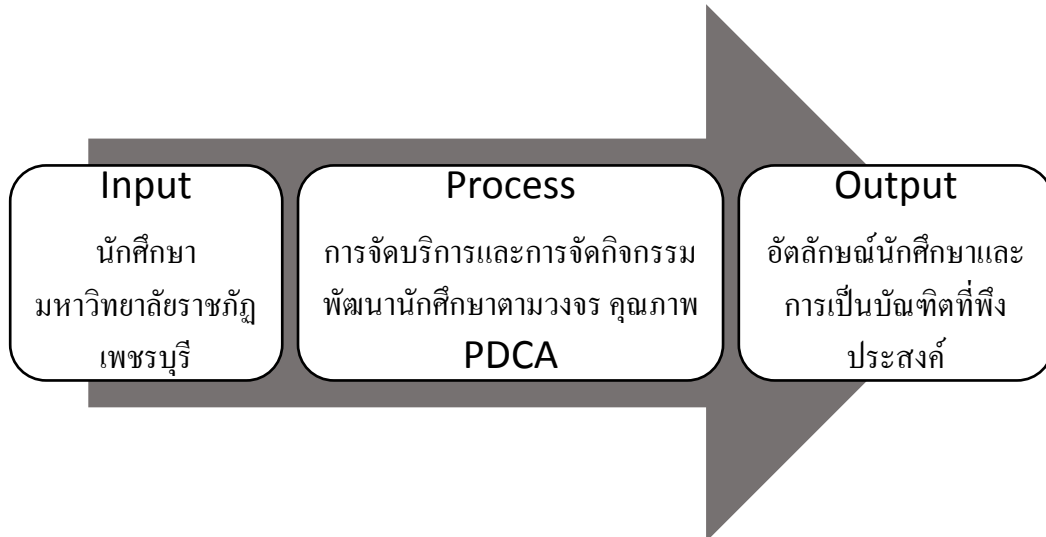 Input
นักศึกษา
มหาวิทยาลัยราชภัฏ
เพชรบุรี
Process
การจัดบริการและการจัดกิจกรรม
พัฒนานักศึกษาตามวงจร คุณภาพ
PDCA
Output
อัตลักษณ์นักศึกษาและ
การเป็นบัณฑิตที่พึง
ประสงค์